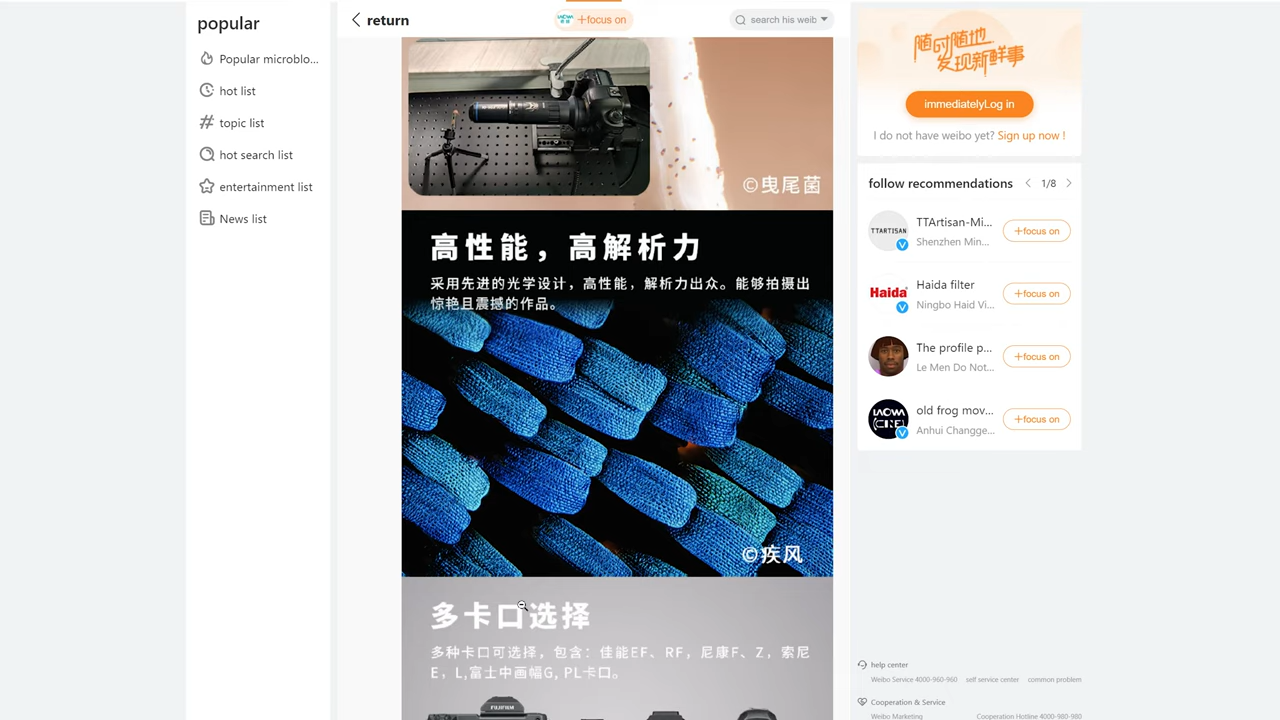 popular
Popular microblo...
hot list
topic list
hot search list
entertainment list
News list
return
LAOWA
+focus on
search his weib
©曳尾菌
高性能，高解析力
采用先进的光学设计，高性能，解析力出众。能够拍摄出
惊艳且震撼的作品。
©疾风
多卡口选择
多种卡口可选择，包含：佳能EF、RF，尼康F、Z，索尼
E，L,富士中画幅G, PL卡口。
FUJIFILM
随时随地
发现新鲜事
immediatelyLog in
I do not have weibo yet? Sign up now !
follow recommendations
1/8
TTARTISAN
TTArtisan-Mi...
Shenzhen Min...
+focus on
Haida
Haida filter
Ningbo Haid Vi...
+focus on
The profile p...
Le Men Do Not...
+focus on
LAOWA
CINE
old frog mov...
Anhui Changge...
+focus on
help center
Weibo Service 4000-960-960 self service center common problem
Cooperation & Service
Weibo Marketing Cooperation Hotline 4000-980-980